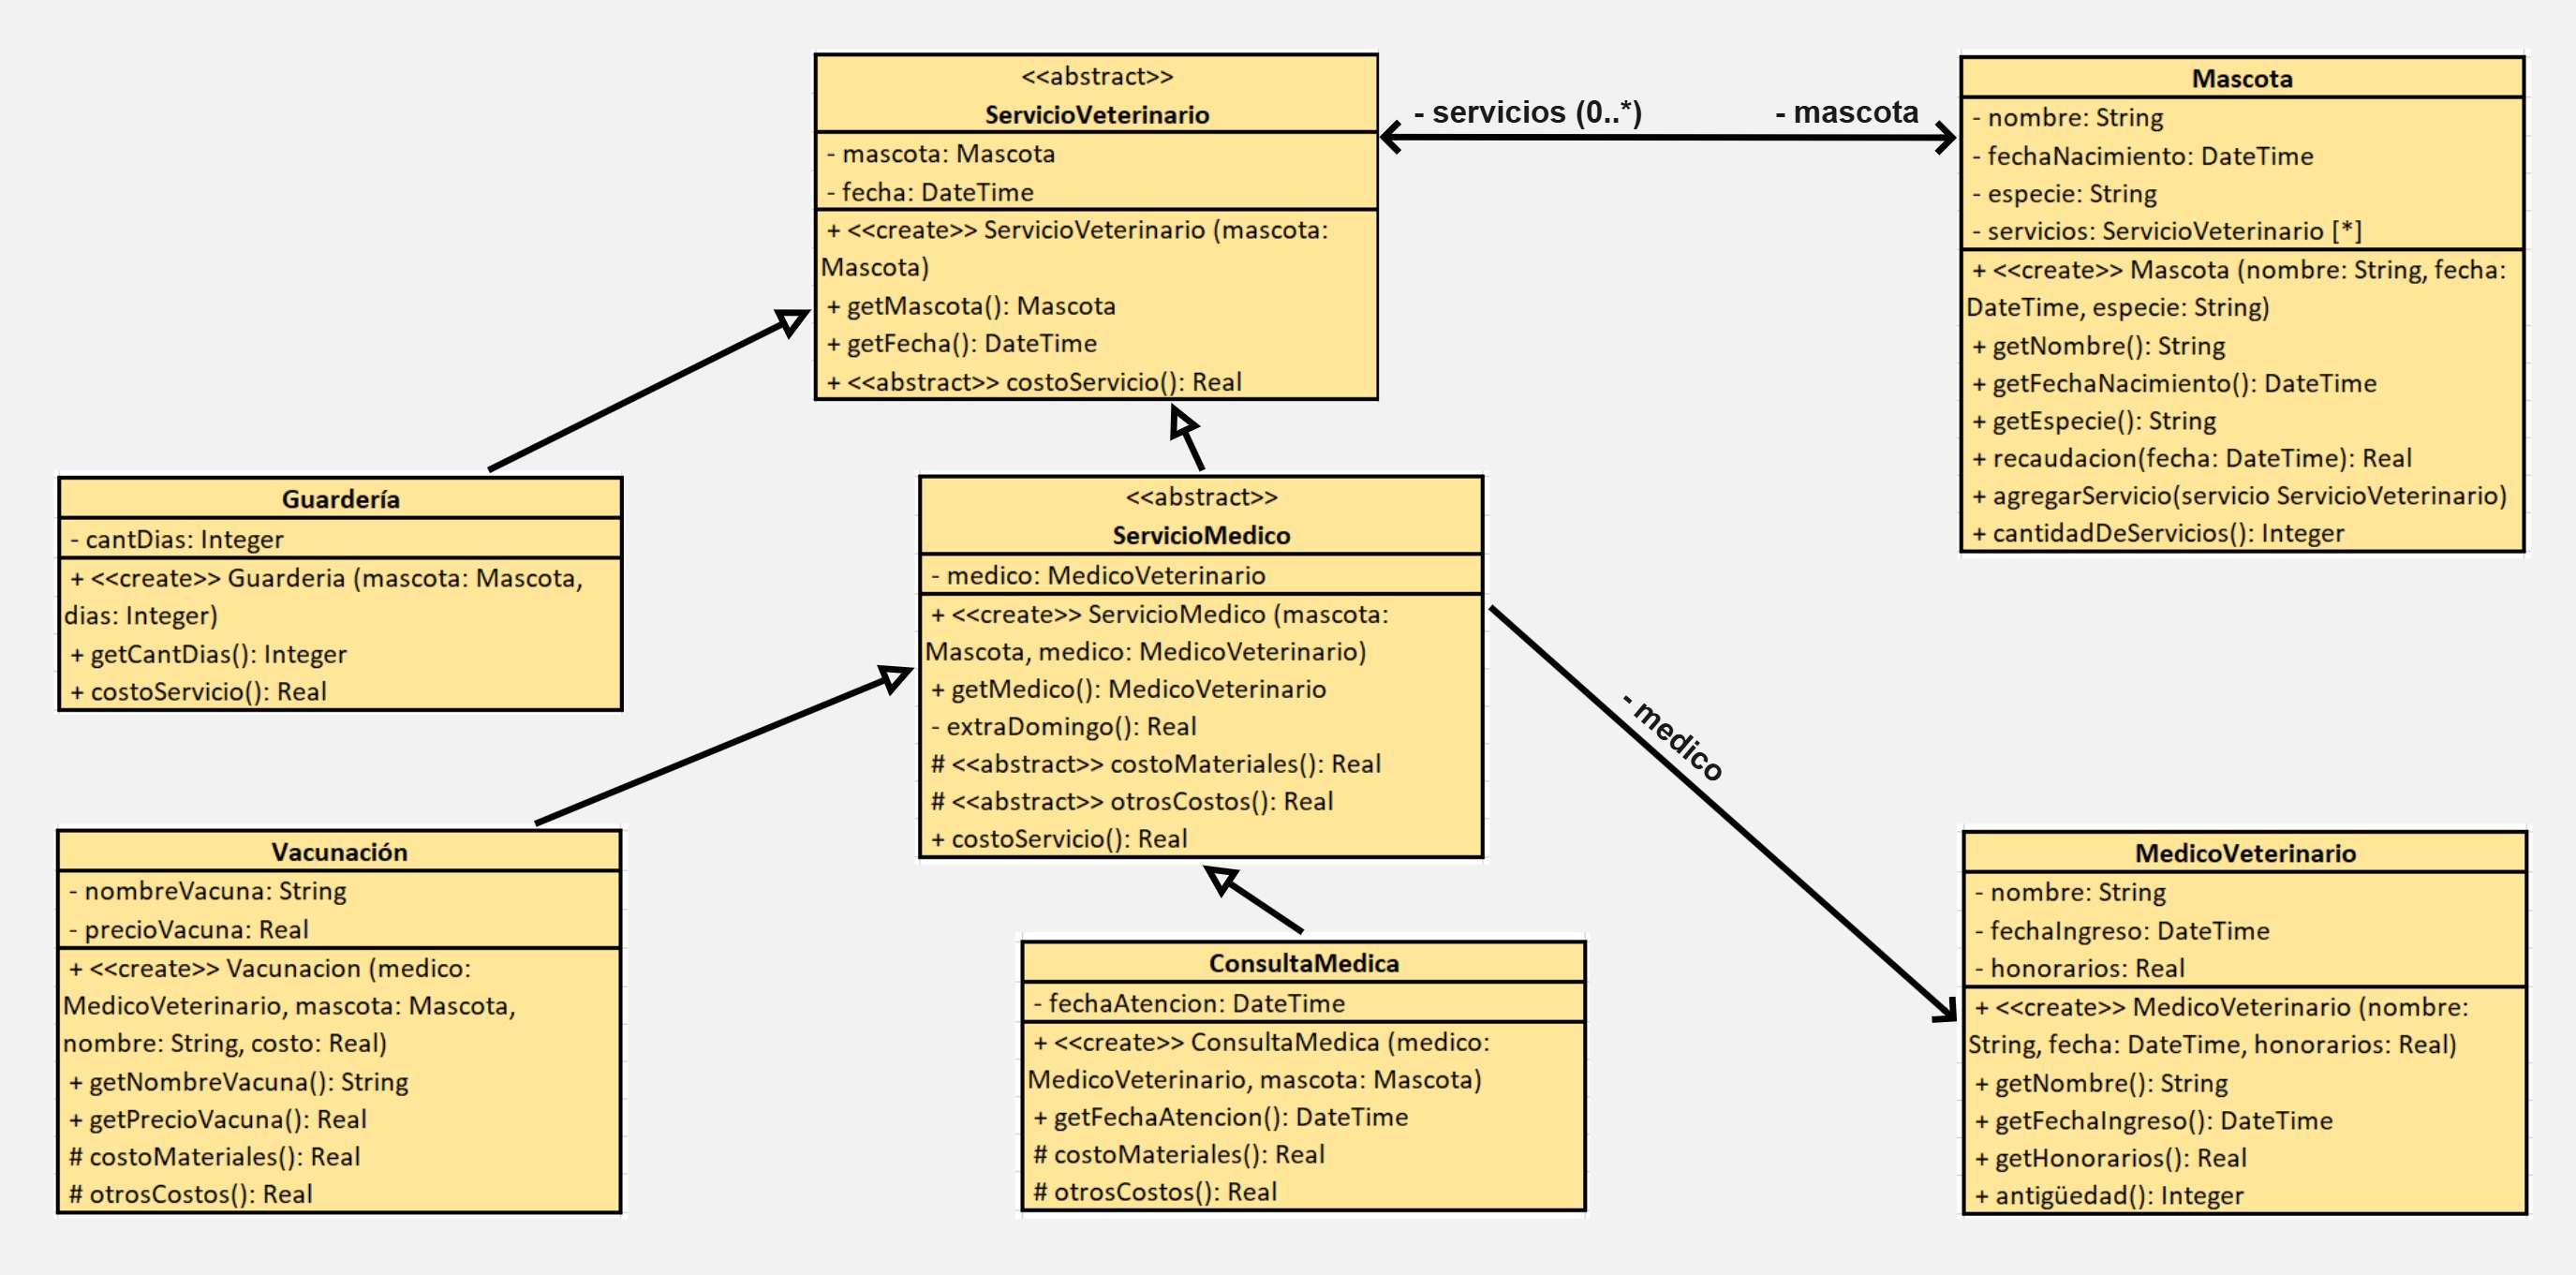 <<abstract>>
ServicioVeterinario
- mascota: Mascota
- fecha: DateTime
+ <<create>> ServicioVeterinario (mascota:
Mascota)
+ getMascota(): Mascota
+ getFecha(): DateTime
+ <<abstract>> costoServicio(): Real
- servicios (0..*)
- mascota
Mascota
- nombre: String
- fechaNacimiento: DateTime
- especie: String
- servicios: ServicioVeterinario [*]
+ <<create>> Mascota (nombre: String, fecha:
DateTime, especie: String)
+ getNombre(): String
+ getFechaNacimiento(): DateTime
+ getEspecie(): String
+ recaudacion(fecha: DateTime): Real
+ agregarServicio(servicio ServicioVeterinario)
+ cantidadDeServicios(): Integer
Guardería
- cantDias: Integer
+ <<create>> Guarderia (mascota: Mascota,
dias: Integer)
+ getCantDias(): Integer
+ costoServicio(): Real
<<abstract>>
ServicioMedico
- medico: MedicoVeterinario
+ <<create>> ServicioMedico (mascota:
Mascota, medico: MedicoVeterinario)
+ getMedico(): MedicoVeterinario
- extraDomingo(): Real
# <<abstract>> costoMateriales(): Real
# <<abstract>> otrosCostos(): Real
+ costoServicio(): Real
- medico
Vacunación
- nombreVacuna: String
- precioVacuna: Real
+ <<create>> Vacunacion (medico:
MedicoVeterinario, mascota: Mascota,
nombre: String, costo: Real)
+ getNombreVacuna(): String
+ getPrecioVacuna(): Real
# costoMateriales(): Real
# otrosCostos(): Real
ConsultaMedica
- fechaAtencion: DateTime
+ <<create>> ConsultaMedica (medico:
MedicoVeterinario, mascota: Mascota)
+ getFechaAtencion(): DateTime
# costoMateriales(): Real
# otrosCostos(): Real
MedicoVeterinario
- nombre: String
- fechaIngreso: DateTime
- honorarios: Real
+ <<create>> MedicoVeterinario (nombre:
String, fecha: DateTime, honorarios: Real)
+ getNombre(): String
+ getFechaIngreso(): DateTime
+ getHonorarios(): Real
+ antigüedad(): Integer